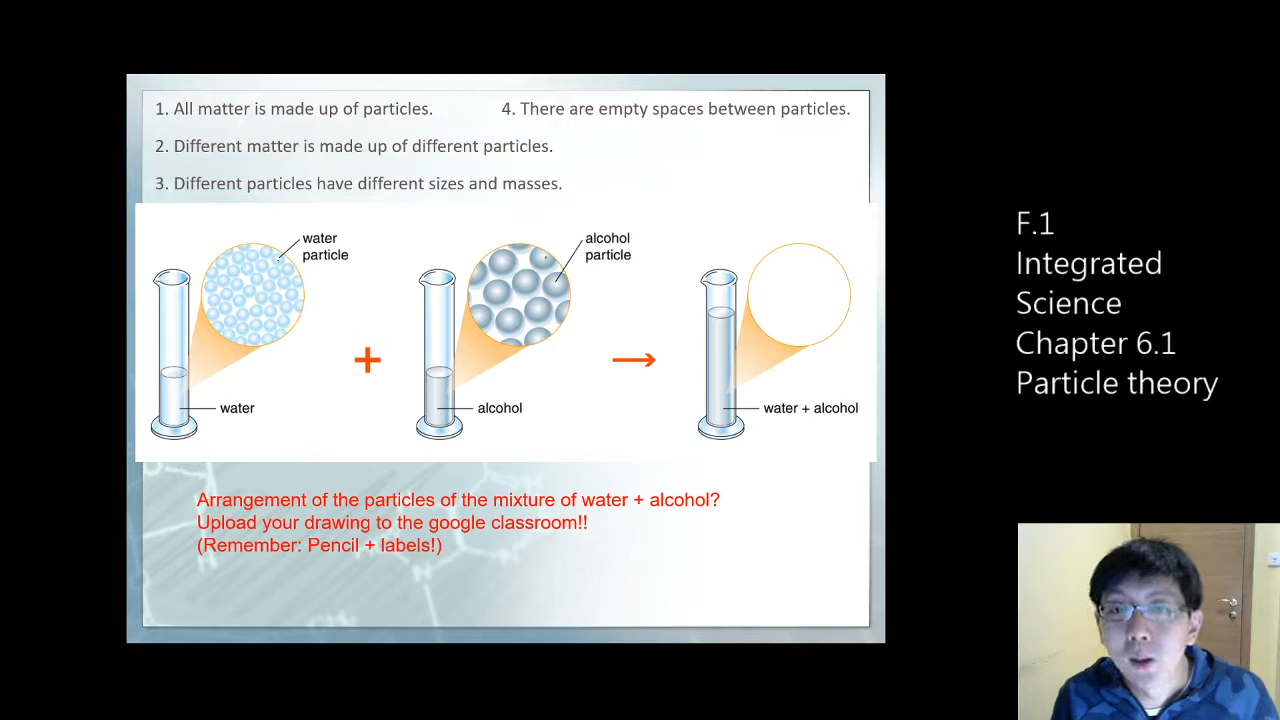 1. All matter is made up of particles.
4. There are empty spaces between particles.
2. Different matter is made up of different particles.
3. Different particles have different sizes and masses.
water
particle
alcohol
particle
+
water
alcohol
water + alcohol
Arrangement of the particles of the mixture of water + alcohol?
Upload your drawing to the google classroom!!
(Remember: Pencil + labels!)
F.1
Integrated
Science
Chapter 6.1
Particle theory